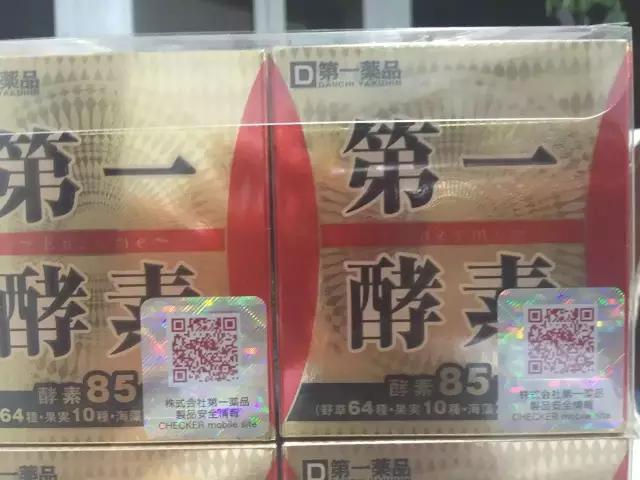 第一薬品
YAKUHIN
第一
~Enzyme~
酵素
酵素85
64種・果実10種・海藻
株式会社第一薬品
製品安全情報
CHECKER mobile site
D第一薬品
DAIICHI YAKUHIN
第一
酵素
酵素85
(野草64種・果実10種・海藻
株式会社第一薬品
製品安全情報
CHECKER mobile site
D第一薬品